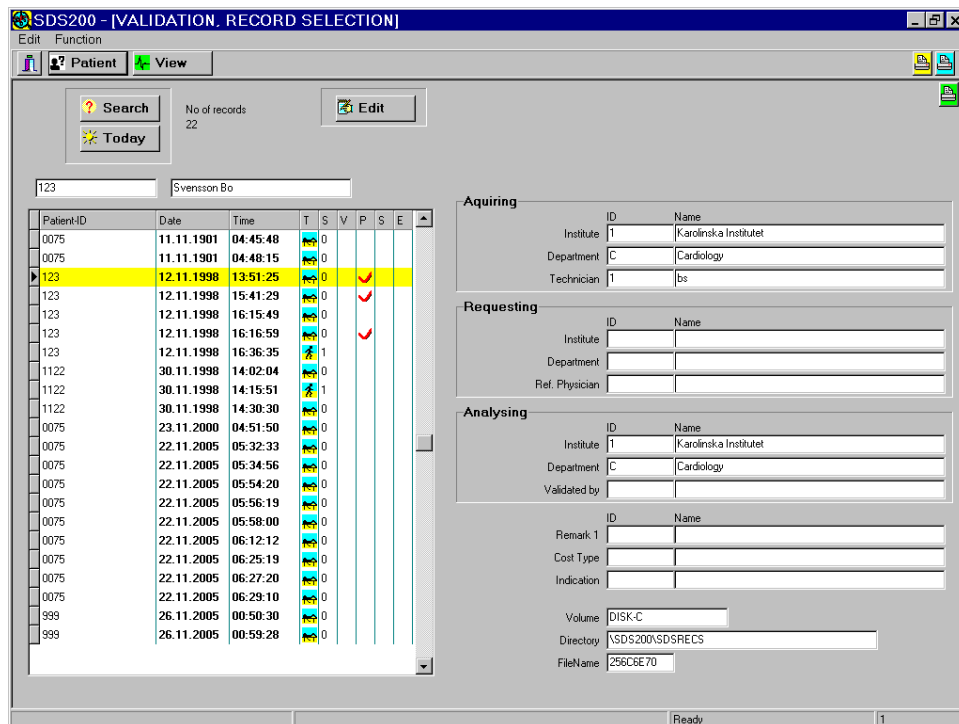 SDS200 - [VALIDATION, RECORD SELECTION]
Edit Function
Patient View
Search
No of records
22
Edit
Today
123 Svensson Bo
Patient-ID Date Time T S V P S E
0075 11.11.1901 04:45:48 0
0075 11.11.1901 04:48:15 0
123 12.11.1998 13:51:25 0
123 12.11.1998 15:41:29 0
123 12.11.1998 16:15:49 0
123 12.11.1998 16:16:59 0
123 12.11.1998 16:36:35 1
1122 30.11.1998 14:02:04 0
1122 30.11.1998 14:15:51 1
1122 30.11.1998 14:30:30 0
0075 23.11.2000 04:51:50 0
0075 22.11.2005 05:32:33 0
0075 22.11.2005 05:34:56 0
0075 22.11.2005 05:54:20 0
0075 22.11.2005 05:56:19 0
0075 22.11.2005 05:58:00 0
0075 22.11.2005 06:12:12 0
0075 22.11.2005 06:25:19 0
0075 22.11.2005 06:27:20 0
0075 22.11.2005 06:29:10 0
999 26.11.2005 00:50:30 0
999 26.11.2005 00:59:28 0
Aquiring
ID Name
Institute 1 Karolinska Institutet
Department C Cardiology
Technician 1 bs
Requesting
ID Name
Institute
Department
Ref. Physician
Analysing
ID Name
Institute 1 Karolinska Institutet
Department C Cardiology
Validated by
ID Name
Remark 1
Cost Type
Indication
Volume DISK-C
Directory \SDS200\SDSRECS
FileName 256C6E70
Ready 1